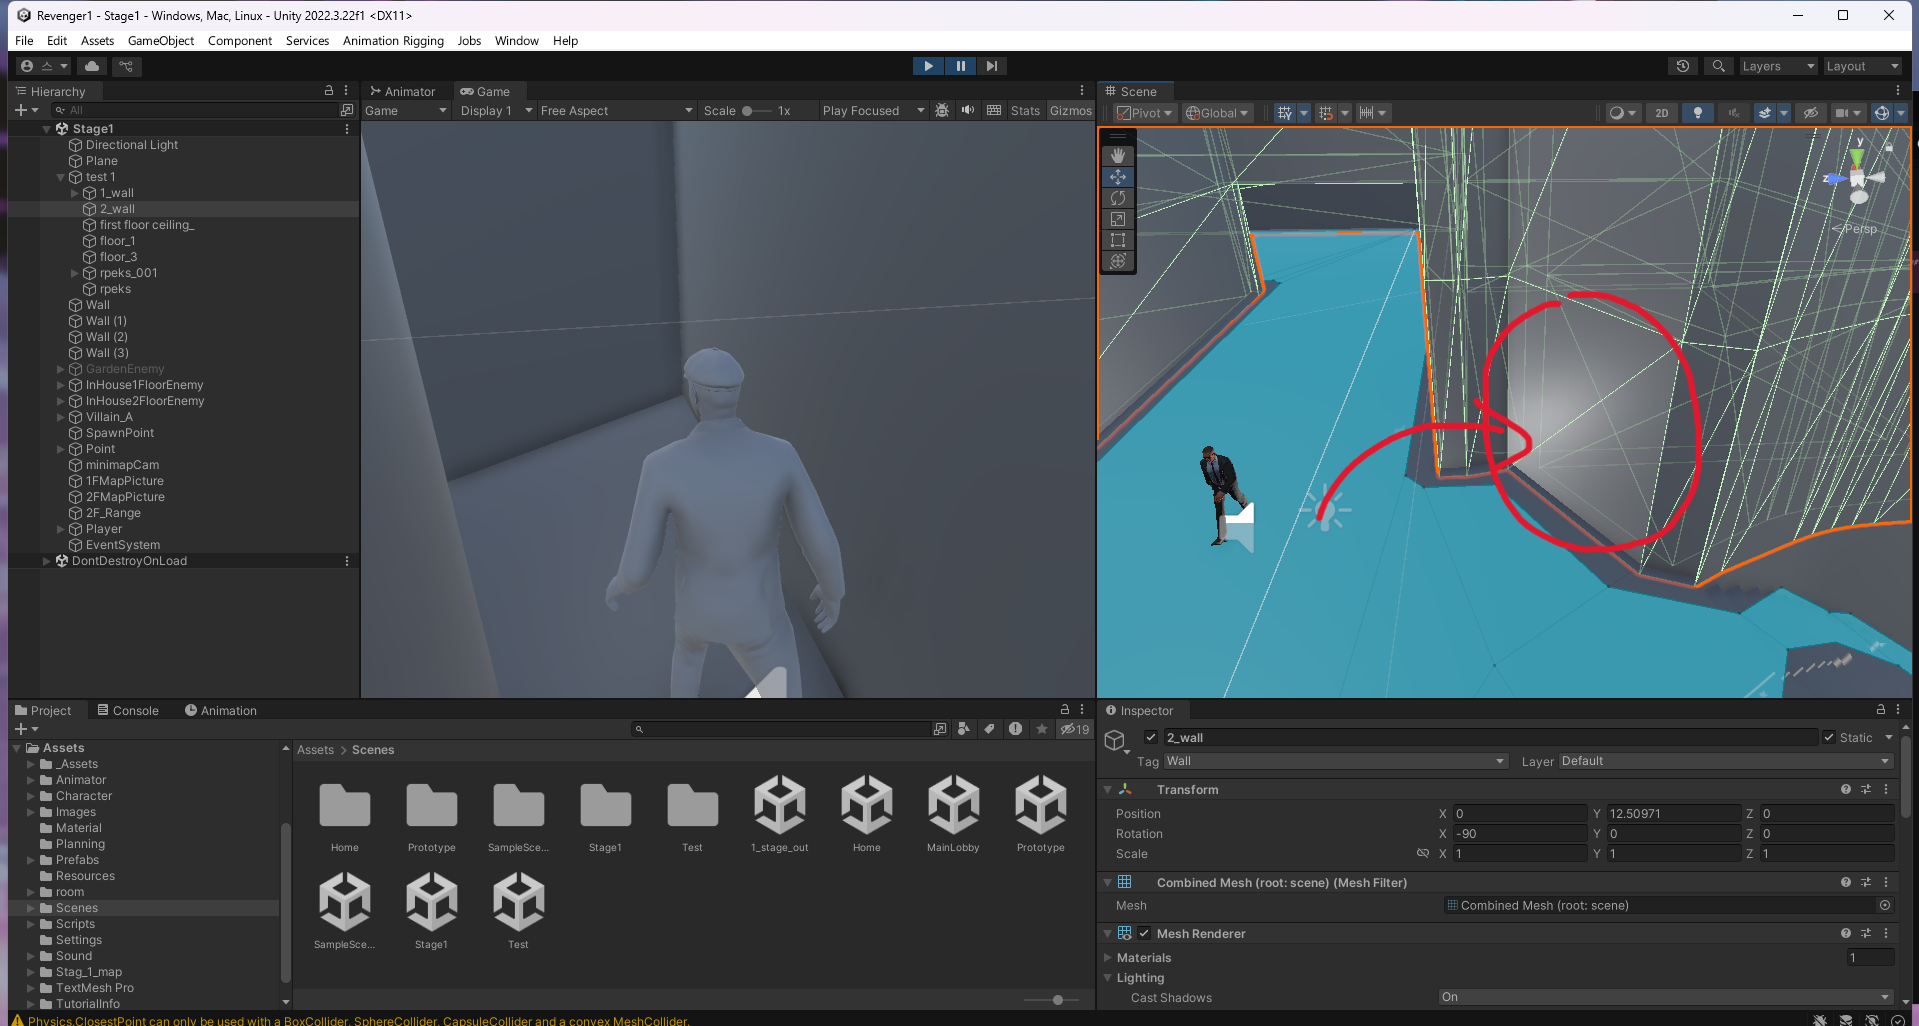 Revenger1 - Stage1 - Windows, Mac, Linux - Unity 2022.3.22f1 <DX11>
File Edit Assets GameObject Component Services Animation Rigging Jobs Window Help
Layers Layout
Hierarchy
All
Stage1
Directional Light
Plane
test 1
1_wall
2_wall
first floor ceiling_
floor_1
floor_3
rpeks_001
rpeks
Wall
Wall (1)
Wall (2)
Wall (3)
GardenEnemy
InHouse1FloorEnemy
InHouse2FloorEnemy
Villain_A
SpawnPoint
Point
minimapCam
1FMapPicture
2FMapPicture
2F_Range
Player
EventSystem
DontDestroyOnLoad
Animator Game
Game Display 1 Free Aspect Scale 1x Play Focused Stats Gizmos
Scene
Pivot Global 2D
y
z
Persp
Project Console Animation
19
Assets
_Assets
Animator
Character
Images
Material
Planning
Prefabs
Resources
room
Scenes
Scripts
Settings
Sound
Stag_1_map
TextMesh Pro
TutorialInfo
Assets > Scenes
Home Prototype SampleSce... Stage1 Test 1_stage_out Home MainLobby Prototype
SampleSce... Stage1 Test
Inspector
2_wall Static
Tag Wall Layer Default
Transform
Position X 0 Y 12.50971 Z 0
Rotation X -90 Y 0 Z 0
Scale X 1 Y 1 Z 1
Combined Mesh (root: scene) (Mesh Filter)
Mesh Combined Mesh (root: scene)
Mesh Renderer
Materials 1
Lighting
Cast Shadows On
Physics.ClosestPoint can only be used with a BoxCollider, SphereCollider, CapsuleCollider and a convex MeshCollider.